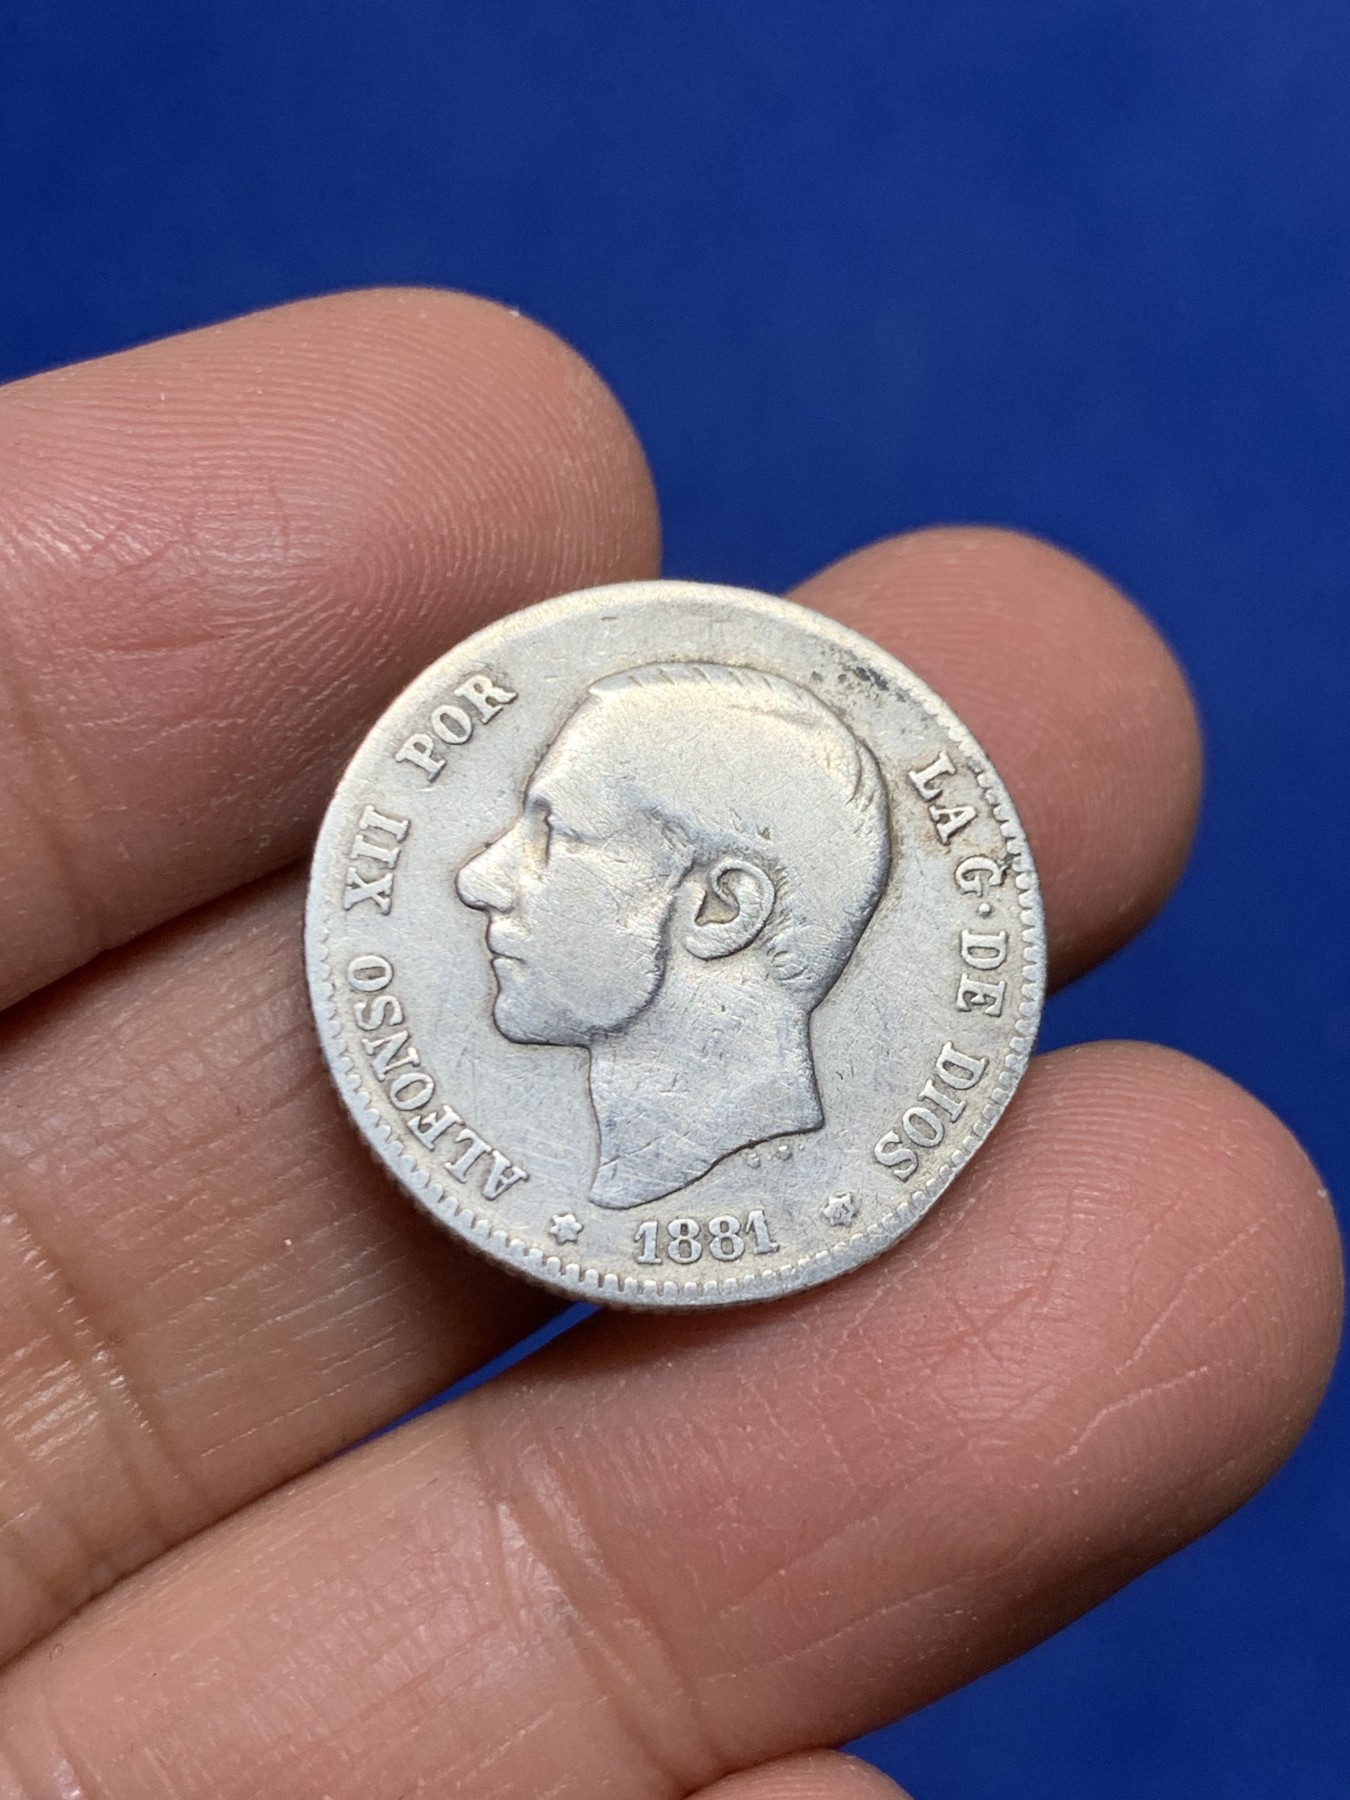 ALFONSO XII POR LA G· DE DIOS
1881